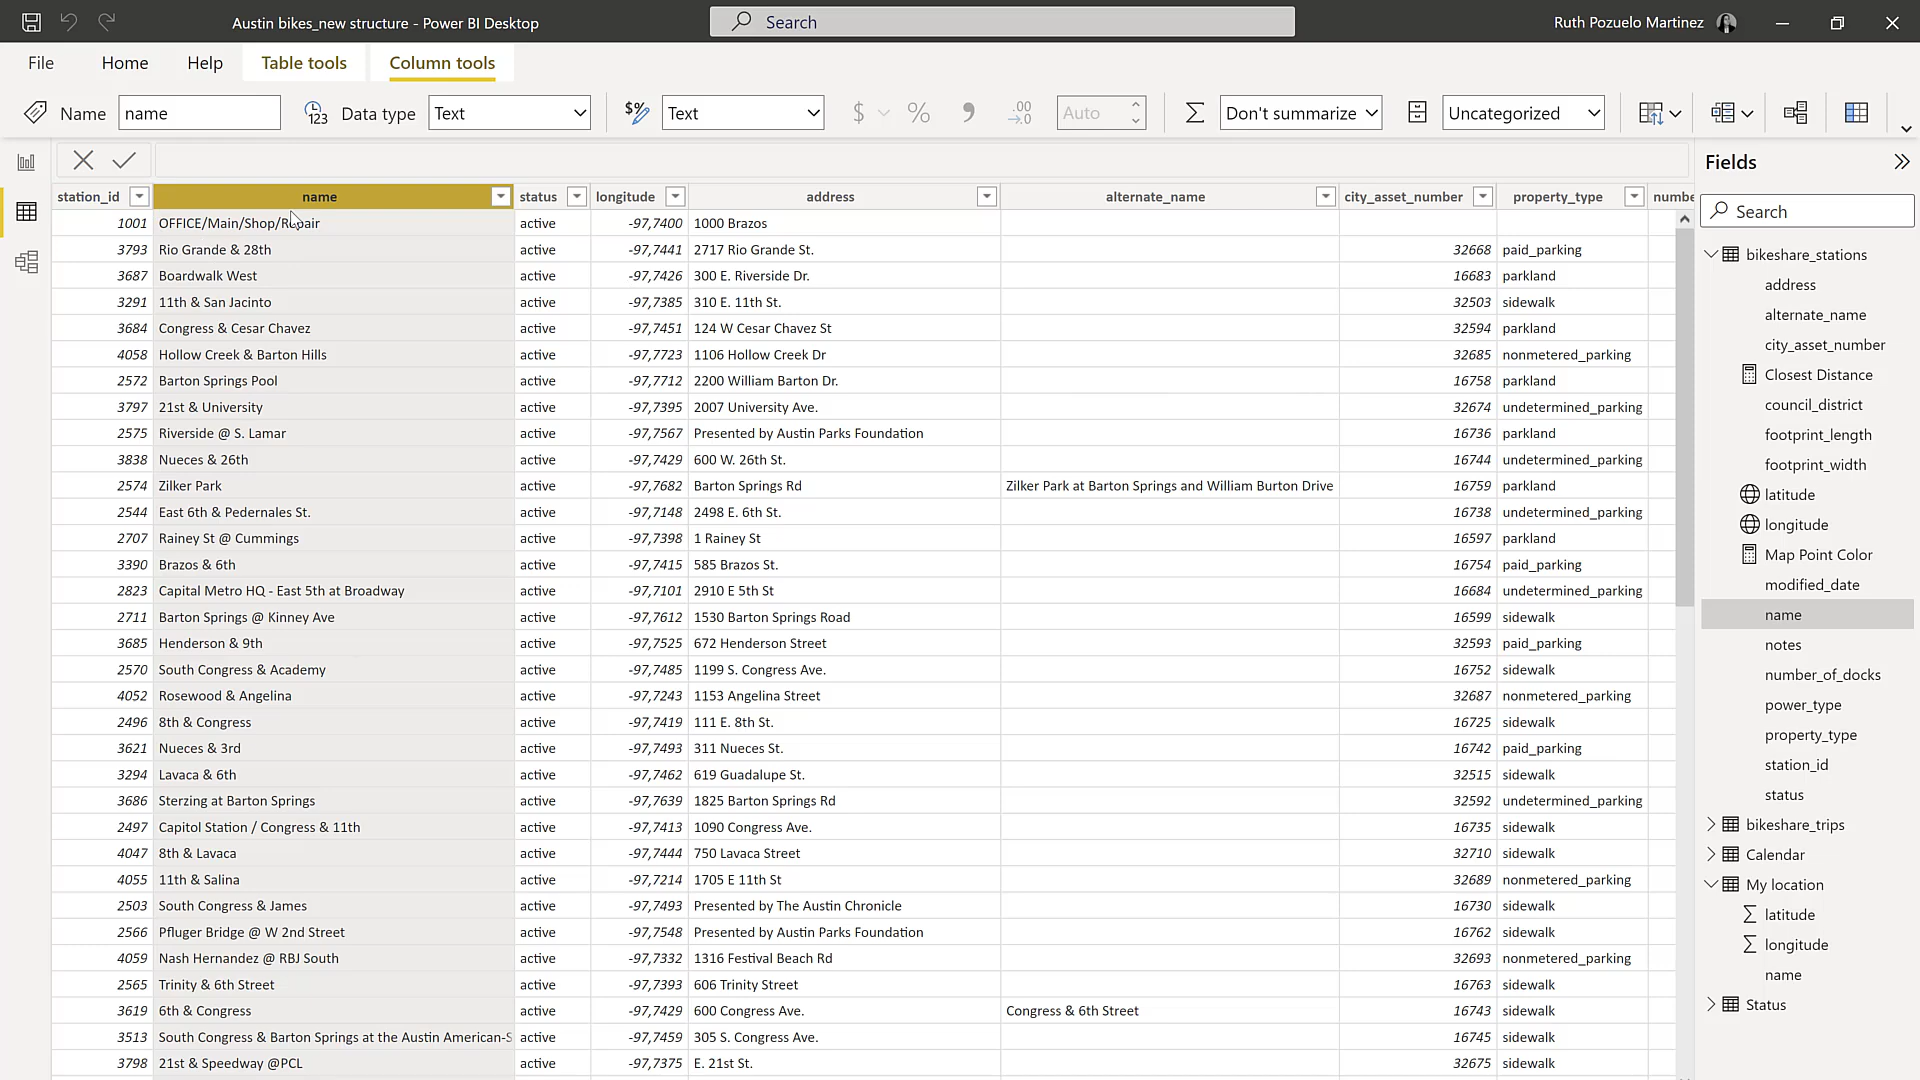 Austin bikes_new structure - Power BI Desktop
Search
Ruth Pozuelo Martinez
File
Home
Help
Table tools
Column tools
Name
name
123
Data type
Text
$%
Text
$
%
,
.00
Auto
Don't summarize
Uncategorized
Fields
Search
station_id name status longitude address alternate_name city_asset_number property_type numbe
1001 OFFICE/Main/Shop/Repair active -97,7400 1000 Brazos
3793 Rio Grande & 28th active -97,7441 2717 Rio Grande St. 32668 paid_parking
3687 Boardwalk West active -97,7426 300 E. Riverside Dr. 16683 parkland
3291 11th & San Jacinto active -97,7385 310 E. 11th St. 32503 sidewalk
3684 Congress & Cesar Chavez active -97,7451 124 W Cesar Chavez St 32594 parkland
4058 Hollow Creek & Barton Hills active -97,7723 1106 Hollow Creek Dr 32685 nonmetered_parking
2572 Barton Springs Pool active -97,7712 2200 William Barton Dr. 16758 parkland
3797 21st & University active -97,7395 2007 University Ave. 32674 undetermined_parking
2575 Riverside @ S. Lamar active -97,7567 Presented by Austin Parks Foundation 16736 parkland
3838 Nueces & 26th active -97,7429 600 W. 26th St. 16744 undetermined_parking
2574 Zilker Park active -97,7682 Barton Springs Rd Zilker Park at Barton Springs and William Burton Drive 16759 parkland
2544 East 6th & Pedernales St. active -97,7148 2498 E. 6th St. 16738 undetermined_parking
2707 Rainey St @ Cummings active -97,7398 1 Rainey St 16597 parkland
3390 Brazos & 6th active -97,7415 585 Brazos St. 16754 paid_parking
2823 Capital Metro HQ - East 5th at Broadway active -97,7101 2910 E 5th St 16684 undetermined_parking
2711 Barton Springs @ Kinney Ave active -97,7612 1530 Barton Springs Road 16599 sidewalk
3685 Henderson & 9th active -97,7525 672 Henderson Street 32593 paid_parking
2570 South Congress & Academy active -97,7485 1199 S. Congress Ave. 16752 sidewalk
4052 Rosewood & Angelina active -97,7243 1153 Angelina Street 32687 nonmetered_parking
2496 8th & Congress active -97,7419 111 E. 8th St. 16725 sidewalk
3621 Nueces & 3rd active -97,7493 311 Nueces St. 16742 paid_parking
3294 Lavaca & 6th active -97,7462 619 Guadalupe St. 32515 sidewalk
3686 Sterzing at Barton Springs active -97,7639 1825 Barton Springs Rd 32592 undetermined_parking
2497 Capitol Station / Congress & 11th active -97,7413 1090 Congress Ave. 16735 sidewalk
4047 8th & Lavaca active -97,7444 750 Lavaca Street 32710 sidewalk
4055 11th & Salina active -97,7214 1705 E 11th St 32689 nonmetered_parking
2503 South Congress & James active -97,7493 Presented by The Austin Chronicle 16730 sidewalk
2566 Pfluger Bridge @ W 2nd Street active -97,7548 Presented by Austin Parks Foundation 16762 sidewalk
4059 Nash Hernandez @ RBJ South active -97,7332 1316 Festival Beach Rd 32693 nonmetered_parking
2565 Trinity & 6th Street active -97,7393 606 Trinity Street 16763 sidewalk
3619 6th & Congress active -97,7429 600 Congress Ave. Congress & 6th Street 16743 sidewalk
3513 South Congress & Barton Springs at the Austin American-S active -97,7459 305 S. Congress Ave. 16745 sidewalk
3798 21st & Speedway @PCL active -97,7375 E. 21st St. 32675 sidewalk
bikeshare_stations
address
alternate_name
city_asset_number
Closest Distance
council_district
footprint_length
footprint_width
latitude
longitude
Map Point Color
modified_date
name
notes
number_of_docks
power_type
property_type
station_id
status
bikeshare_trips
Calendar
My location
latitude
longitude
name
Status